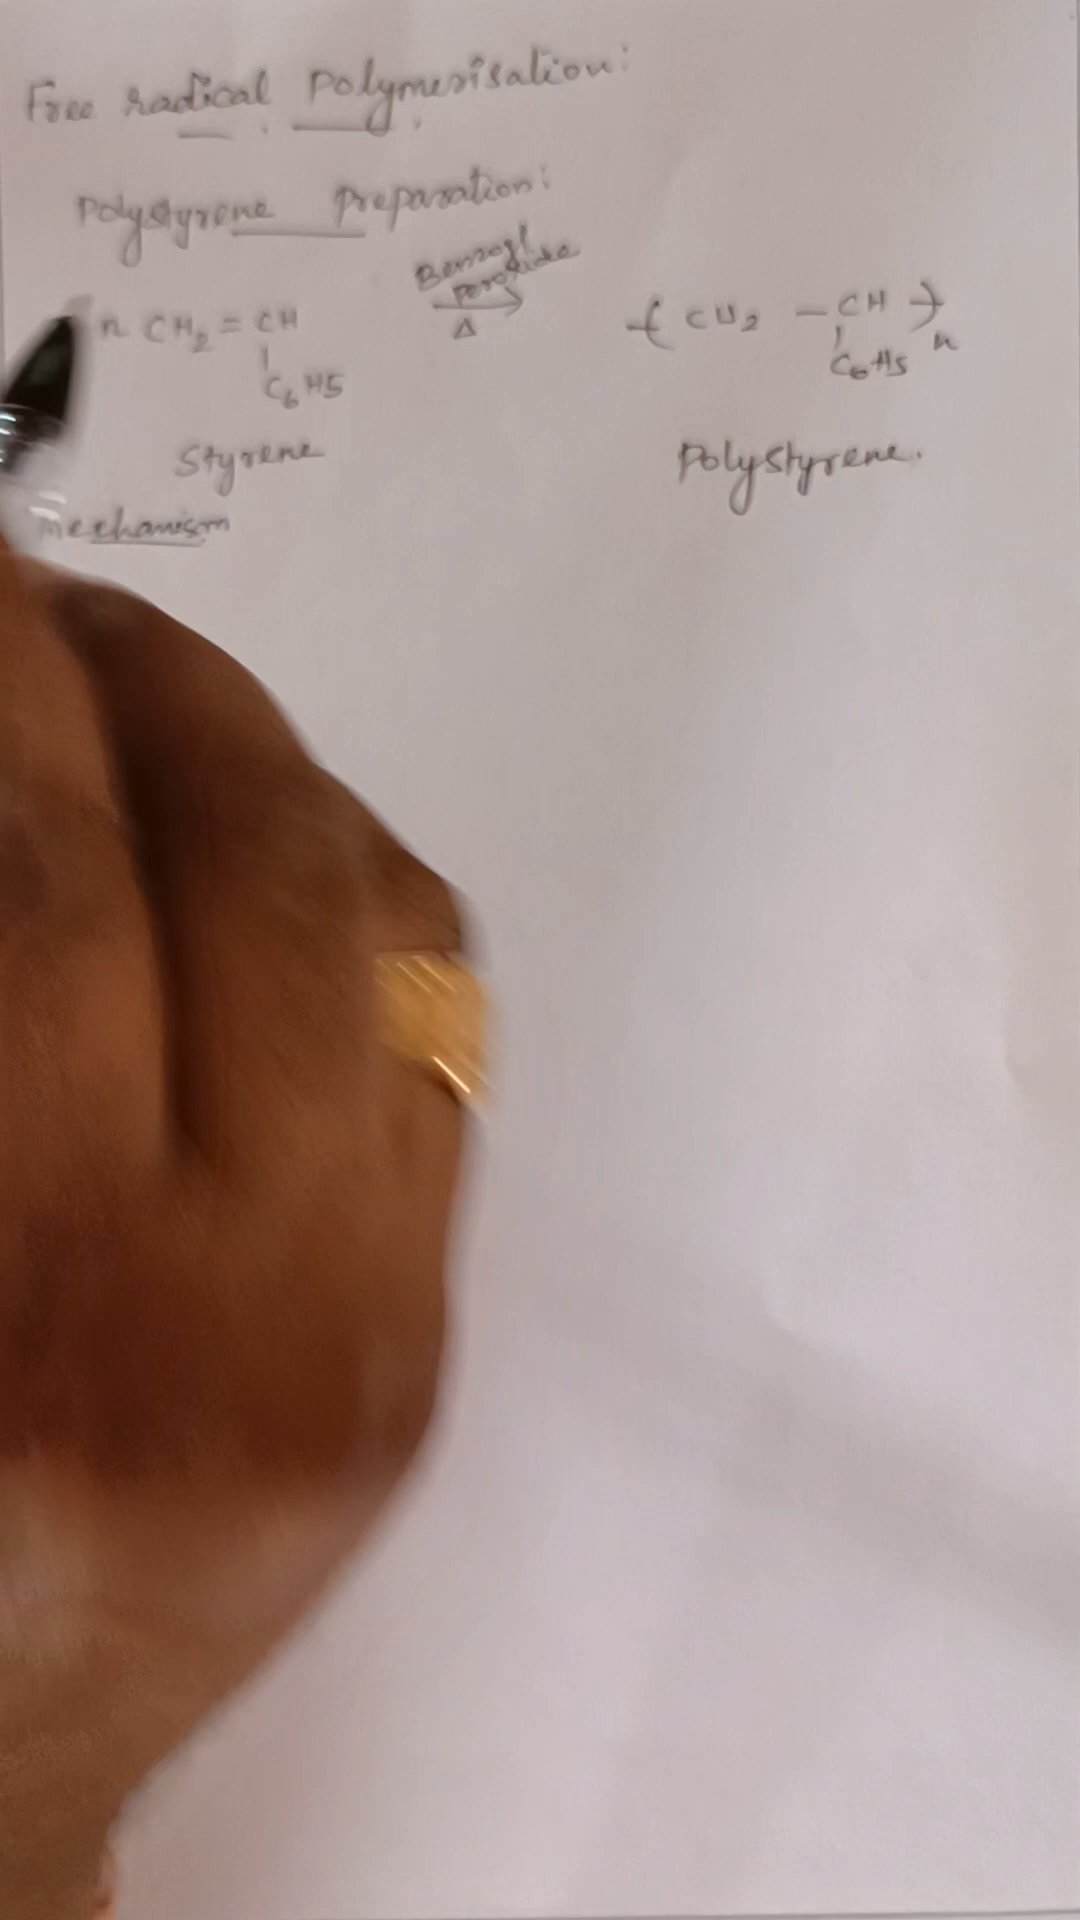 Free radical Polymerisation:
Polystyrene Preparation:
Benzoyl
peroxide
n CH2 = CH
Δ
( CH2 – CH )n
C6H5
C6H5
Styrene
Polystyrene.
mechanism